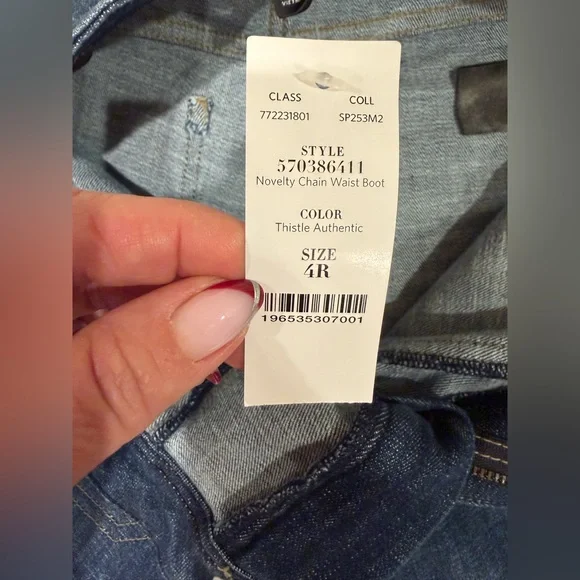 CLASS COLL
772231801 SP253M2
STYLE
570386411
Novelty Chain Waist Boot
COLOR
Thistle Authentic
SIZE
4R
196535307001